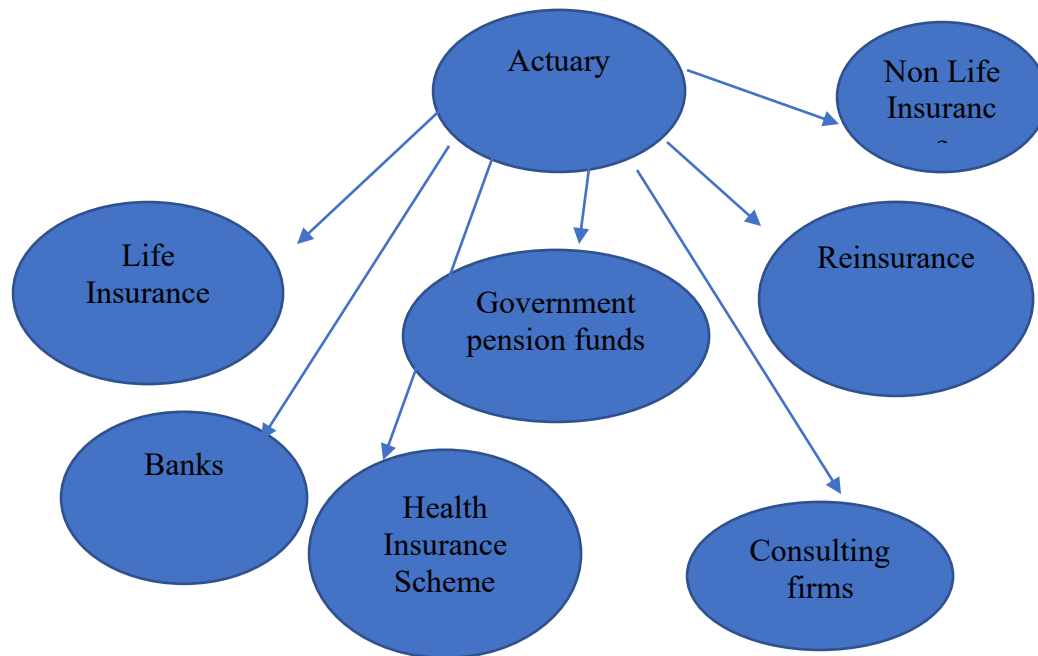 Actuary
Non Life
Insuranc
Life
Insurance
Government
pension funds
Reinsurance
Banks
Health
Insurance
Scheme
Consulting
firms